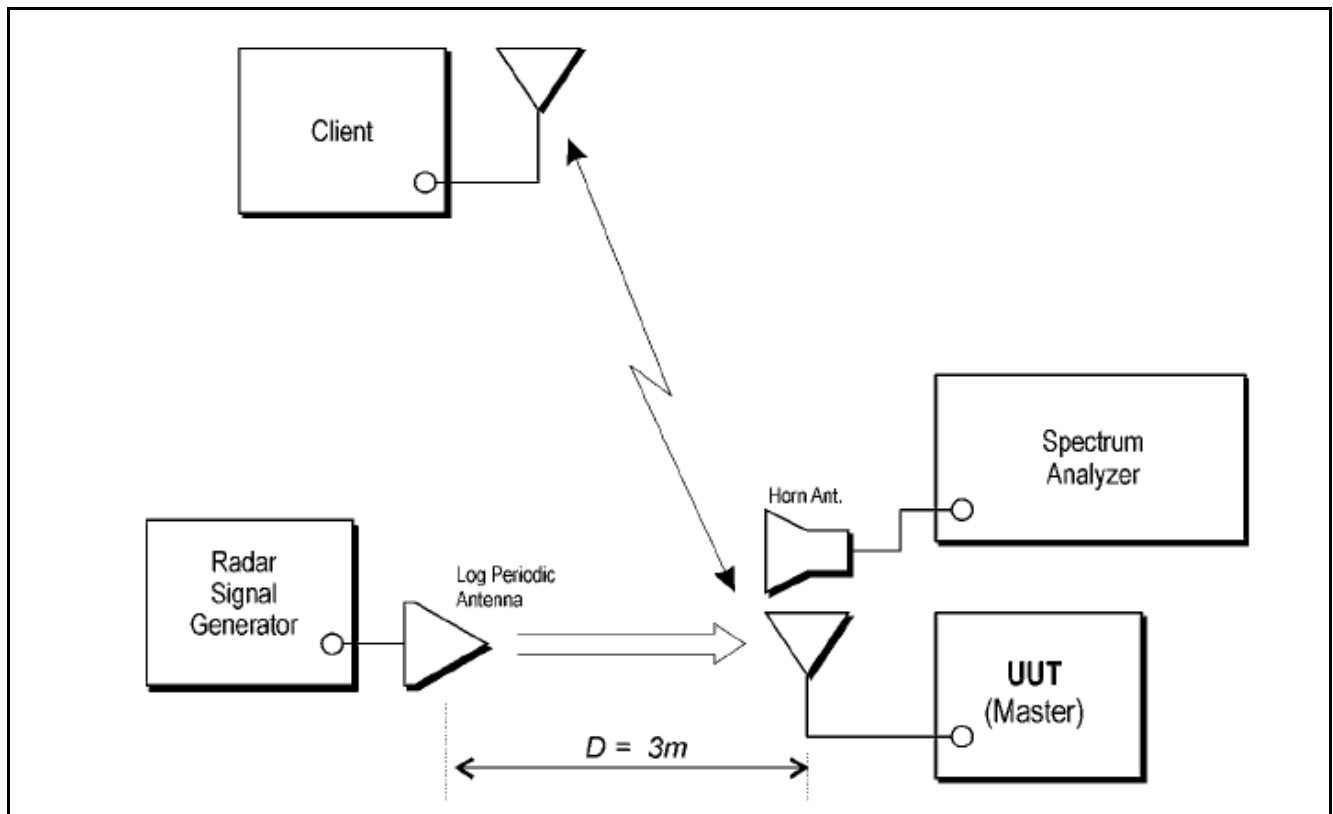 Client
Spectrum
Analyzer
Horn Ant.
Radar
Signal
Generator
Log Periodic
Antenna
UUT
(Master)
D = 3m